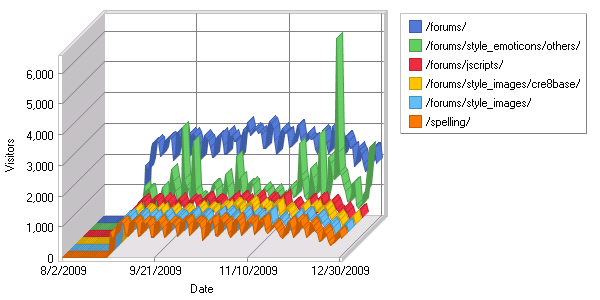 /forums/
/forums/style_emoticons/others/
/forums/jscripts/
/forums/style_images/cre8base/
/forums/style_images/
/spelling/
6,000
5,000
4,000
3,000
2,000
1,000
0
Visitors
8/2/2009 9/21/2009 11/10/2009 12/30/2009
Date